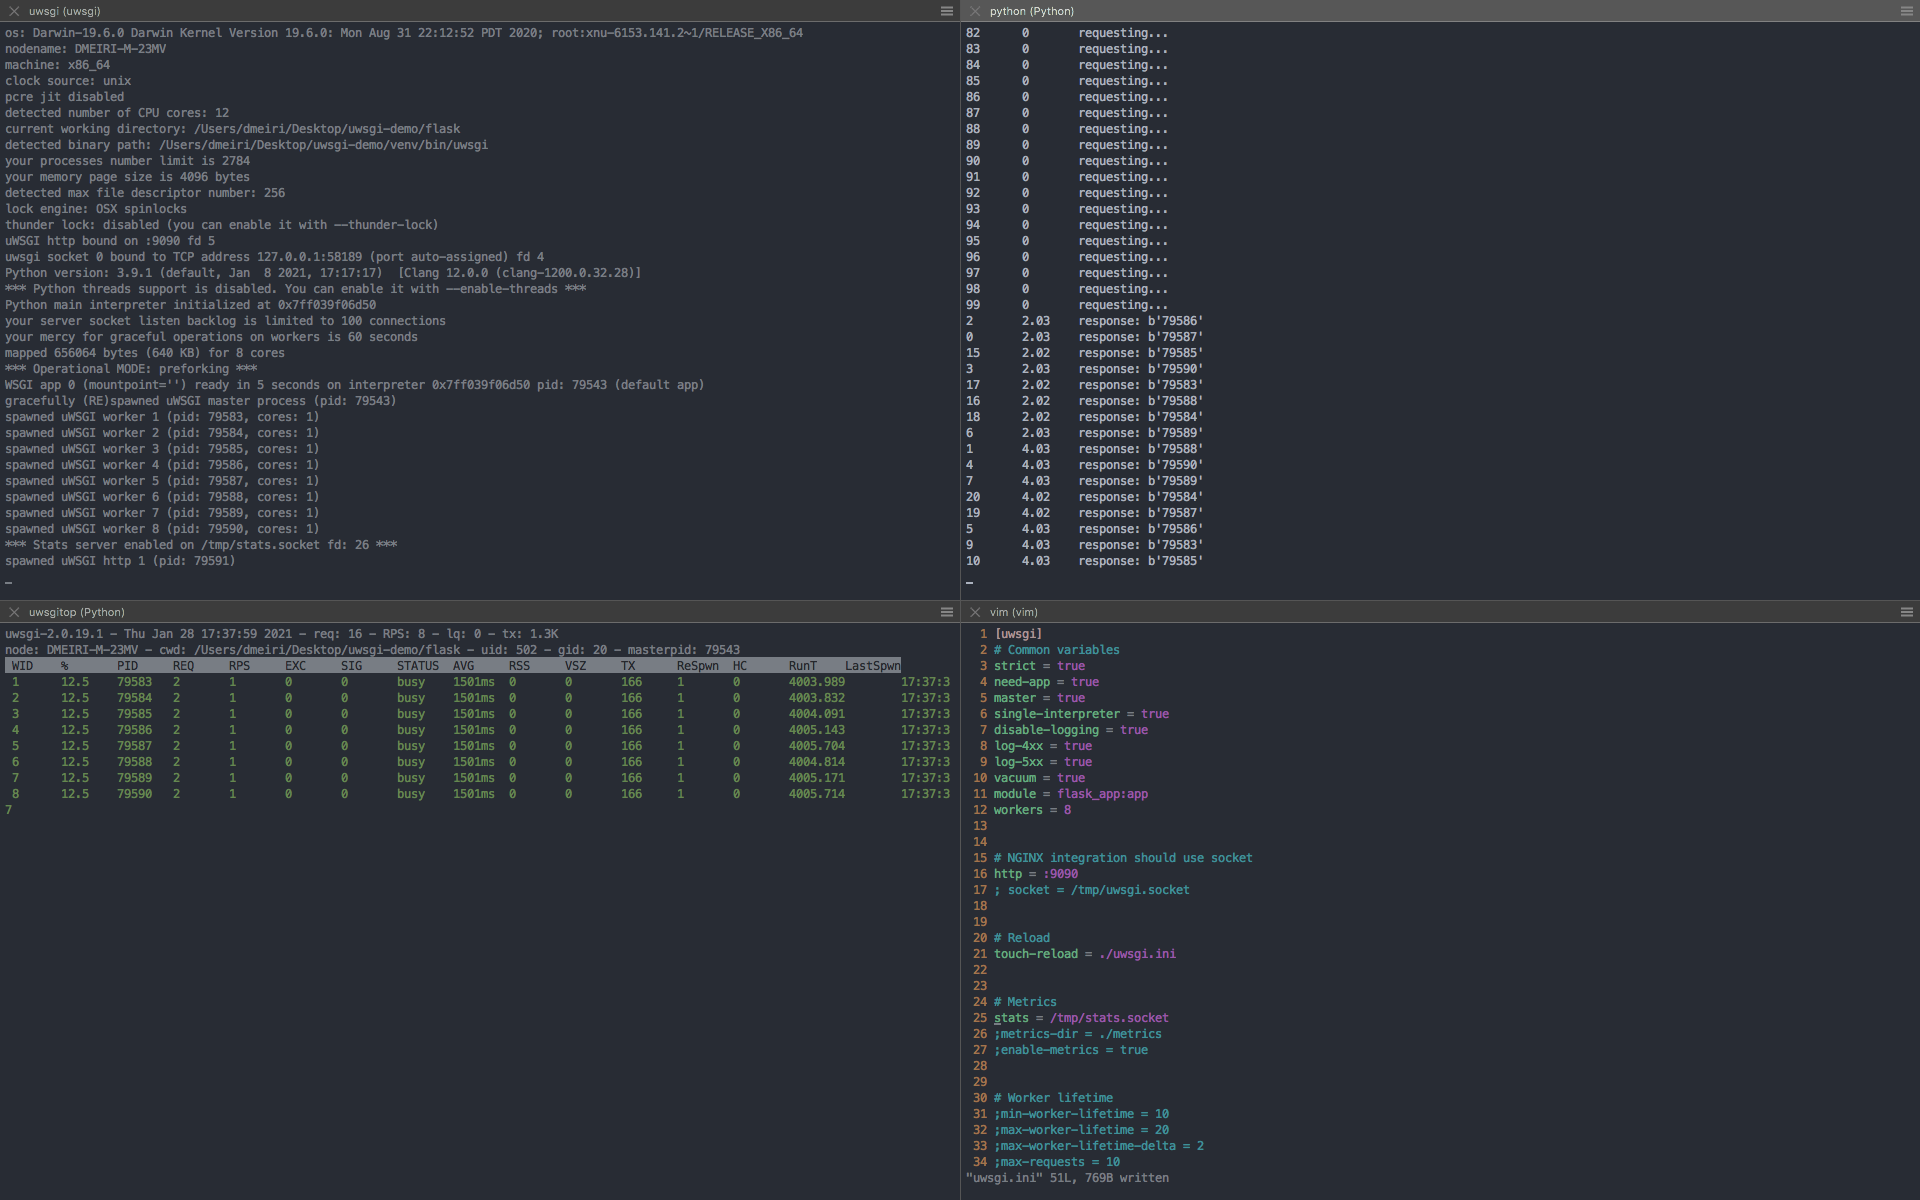 uwsgi (uwsgi)
os: Darwin-19.6.0 Darwin Kernel Version 19.6.0: Mon Aug 31 22:12:52 PDT 2020; root:xnu-6153.141.2~1/RELEASE_X86_64
nodename: DMEIRI-M-23MV
machine: x86_64
clock source: unix
pcre jit disabled
detected number of CPU cores: 12
current working directory: /Users/dmeiri/Desktop/uwsgi-demo/flask
detected binary path: /Users/dmeiri/Desktop/uwsgi-demo/venv/bin/uwsgi
your processes number limit is 2784
your memory page size is 4096 bytes
detected max file descriptor number: 256
lock engine: OSX spinlocks
thunder lock: disabled (you can enable it with --thunder-lock)
uWSGI http bound on :9090 fd 5
uwsgi socket 0 bound to TCP address 127.0.0.1:58189 (port auto-assigned) fd 4
Python version: 3.9.1 (default, Jan  8 2021, 17:17:17)  [Clang 12.0.0 (clang-1200.0.32.28)]
*** Python threads support is disabled. You can enable it with --enable-threads ***
Python main interpreter initialized at 0x7ff039f06d50
your server socket listen backlog is limited to 100 connections
your mercy for graceful operations on workers is 60 seconds
mapped 656064 bytes (640 KB) for 8 cores
*** Operational MODE: preforking ***
WSGI app 0 (mountpoint='') ready in 5 seconds on interpreter 0x7ff039f06d50 pid: 79543 (default app)
gracefully (RE)spawned uWSGI master process (pid: 79543)
spawned uWSGI worker 1 (pid: 79583, cores: 1)
spawned uWSGI worker 2 (pid: 79584, cores: 1)
spawned uWSGI worker 3 (pid: 79585, cores: 1)
spawned uWSGI worker 4 (pid: 79586, cores: 1)
spawned uWSGI worker 5 (pid: 79587, cores: 1)
spawned uWSGI worker 6 (pid: 79588, cores: 1)
spawned uWSGI worker 7 (pid: 79589, cores: 1)
spawned uWSGI worker 8 (pid: 79590, cores: 1)
*** Stats server enabled on /tmp/stats.socket fd: 26 ***
spawned uWSGI http 1 (pid: 79591)
python (Python)
82 0 requesting...
83 0 requesting...
84 0 requesting...
85 0 requesting...
86 0 requesting...
87 0 requesting...
88 0 requesting...
89 0 requesting...
90 0 requesting...
91 0 requesting...
92 0 requesting...
93 0 requesting...
94 0 requesting...
95 0 requesting...
96 0 requesting...
97 0 requesting...
98 0 requesting...
99 0 requesting...
2 2.03 response: b'79586'
0 2.03 response: b'79587'
15 2.02 response: b'79585'
3 2.03 response: b'79590'
17 2.02 response: b'79583'
16 2.02 response: b'79588'
18 2.02 response: b'79584'
6 2.03 response: b'79589'
1 4.03 response: b'79588'
4 4.03 response: b'79590'
7 4.03 response: b'79589'
20 4.02 response: b'79584'
19 4.02 response: b'79587'
5 4.03 response: b'79586'
9 4.03 response: b'79583'
10 4.03 response: b'79585'
uwsgitop (Python)
uwsgi-2.0.19.1 - Thu Jan 28 17:37:59 2021 - req: 16 - RPS: 8 - lq: 0 - tx: 1.3K
node: DMEIRI-M-23MV - cwd: /Users/dmeiri/Desktop/uwsgi-demo/flask - uid: 502 - gid: 20 - masterpid: 79543
WID % PID REQ RPS EXC SIG STATUS AVG RSS VSZ TX ReSpwn HC RunT LastSpwn
1 12.5 79583 2 1 0 0 busy 1501ms 0 0 166 1 0 4003.989 17:37:3
2 12.5 79584 2 1 0 0 busy 1501ms 0 0 166 1 0 4003.832 17:37:3
3 12.5 79585 2 1 0 0 busy 1501ms 0 0 166 1 0 4004.091 17:37:3
4 12.5 79586 2 1 0 0 busy 1501ms 0 0 166 1 0 4005.143 17:37:3
5 12.5 79587 2 1 0 0 busy 1501ms 0 0 166 1 0 4005.704 17:37:3
6 12.5 79588 2 1 0 0 busy 1501ms 0 0 166 1 0 4004.814 17:37:3
7 12.5 79589 2 1 0 0 busy 1501ms 0 0 166 1 0 4005.171 17:37:3
8 12.5 79590 2 1 0 0 busy 1501ms 0 0 166 1 0 4005.714 17:37:3
7
vim (vim)
1 [uwsgi]
2 # Common variables
3 strict = true
4 need-app = true
5 master = true
6 single-interpreter = true
7 disable-logging = true
8 log-4xx = true
9 log-5xx = true
10 vacuum = true
11 module = flask_app:app
12 workers = 8
13
14
15 # NGINX integration should use socket
16 http = :9090
17 ; socket = /tmp/uwsgi.socket
18
19
20 # Reload
21 touch-reload = ./uwsgi.ini
22
23
24 # Metrics
25 stats = /tmp/stats.socket
26 ;metrics-dir = ./metrics
27 ;enable-metrics = true
28
29
30 # Worker lifetime
31 ;min-worker-lifetime = 10
32 ;max-worker-lifetime = 20
33 ;max-worker-lifetime-delta = 2
34 ;max-requests = 10
"uwsgi.ini" 51L, 769B written